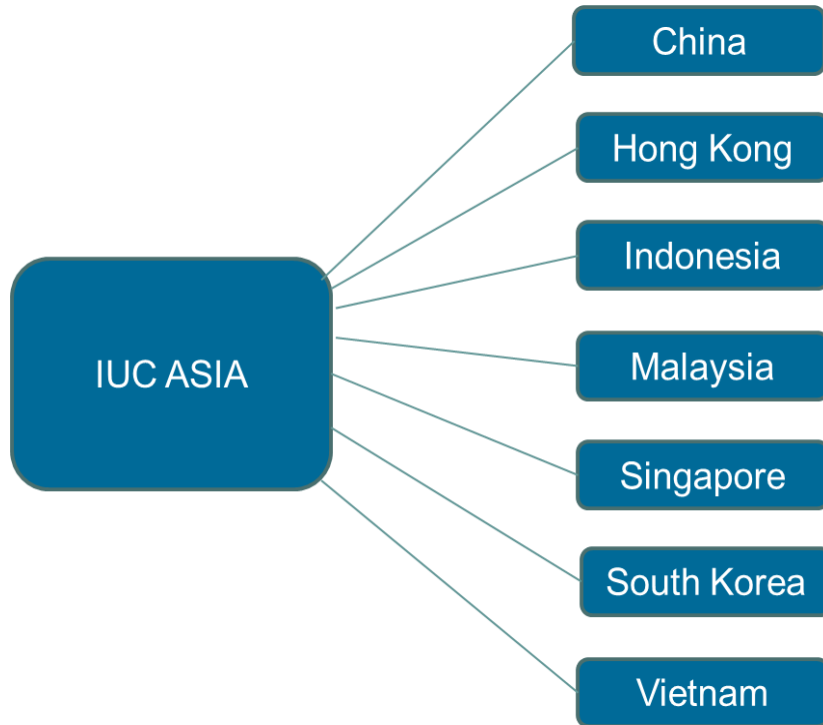 China
Hong Kong
Indonesia
IUC ASIA
Malaysia
Singapore
South Korea
Vietnam